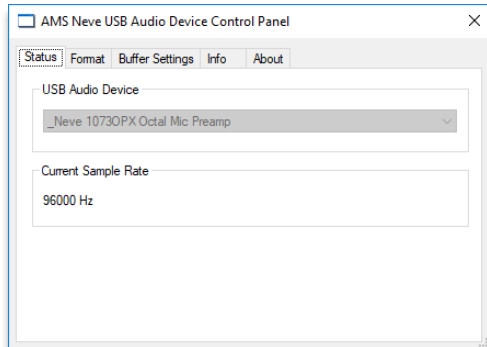 AMS Neve USB Audio Device Control Panel
Status Format Buffer Settings Info About
USB Audio Device
_Neve 1073OPX Octal Mic Preamp
Current Sample Rate
96000 Hz